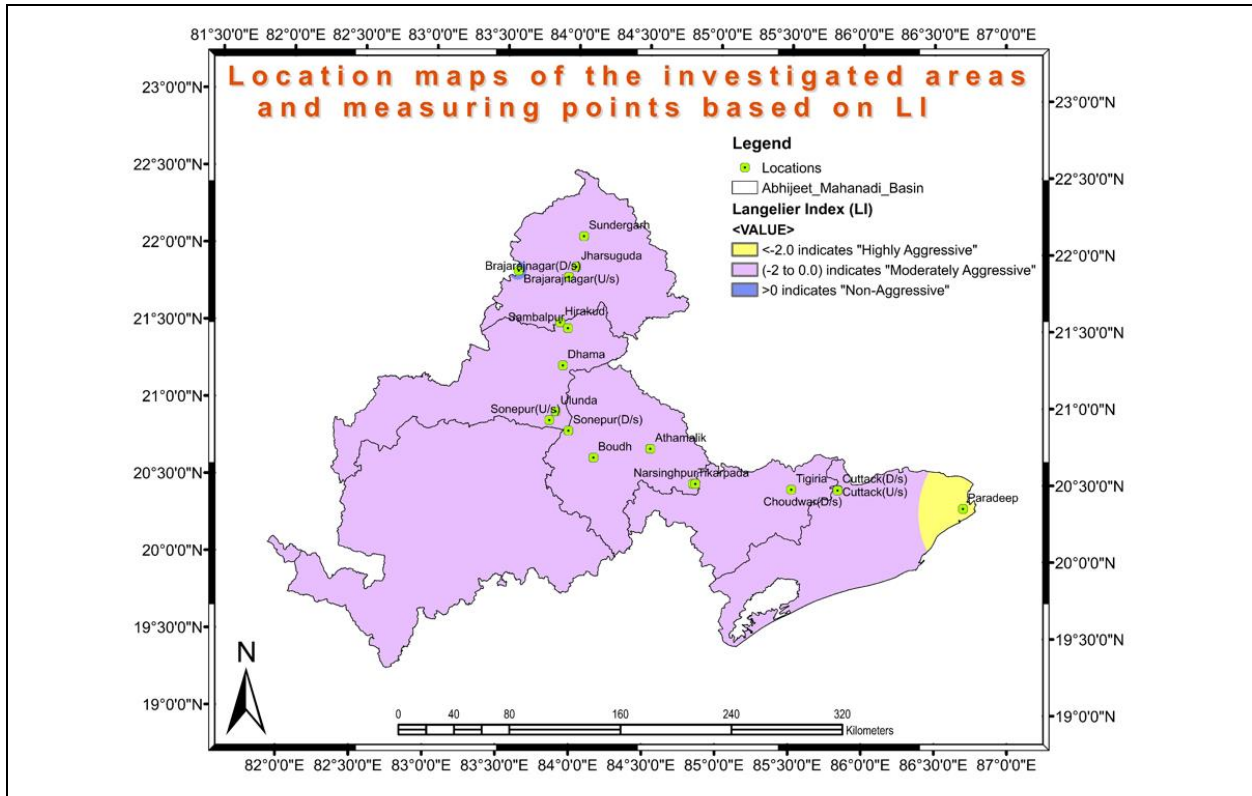 81°30'0"E 82°0'0"E 82°30'0"E 83°0'0"E 83°30'0"E 84°0'0"E 84°30'0"E 85°0'0"E 85°30'0"E 86°0'0"E 86°30'0"E 87°0'0"E
Location maps of the investigated areas
and measuring points based on LI
23°0'0"N
22°30'0"N
22°0'0"N
21°30'0"N
21°0'0"N
20°30'0"N
20°0'0"N
19°30'0"N
19°0'0"N
Legend
Locations
Abhijeet_Mahanadi_Basin
Langelier Index (LI)
<VALUE>
<-2.0 indicates "Highly Aggressive"
(-2 to 0.0) indicates "Moderately Aggressive"
>0 indicates "Non-Aggressive"
Sundergarh
Jharsuguda
Brajarajnagar(D/s)
Brajarajnagar(U/s)
Hirakud
Sambalpur
Dhama
Ulunda
Sonepur(U/s)
Sonepur(D/s)
Boudh
Athamalik
Narsinghpur
Tikarpada
Tigiria
Choudwar(D/s)
Cuttack(D/s)
Cuttack(U/s)
Paradeep
23°0'0"N
22°30'0"N
22°0'0"N
21°30'0"N
21°0'0"N
20°30'0"N
20°0'0"N
19°30'0"N
19°0'0"N
N
0 40 80 160 240 320
Kilometers
82°0'0"E 82°30'0"E 83°0'0"E 83°30'0"E 84°0'0"E 84°30'0"E 85°0'0"E 85°30'0"E 86°0'0"E 86°30'0"E 87°0'0"E